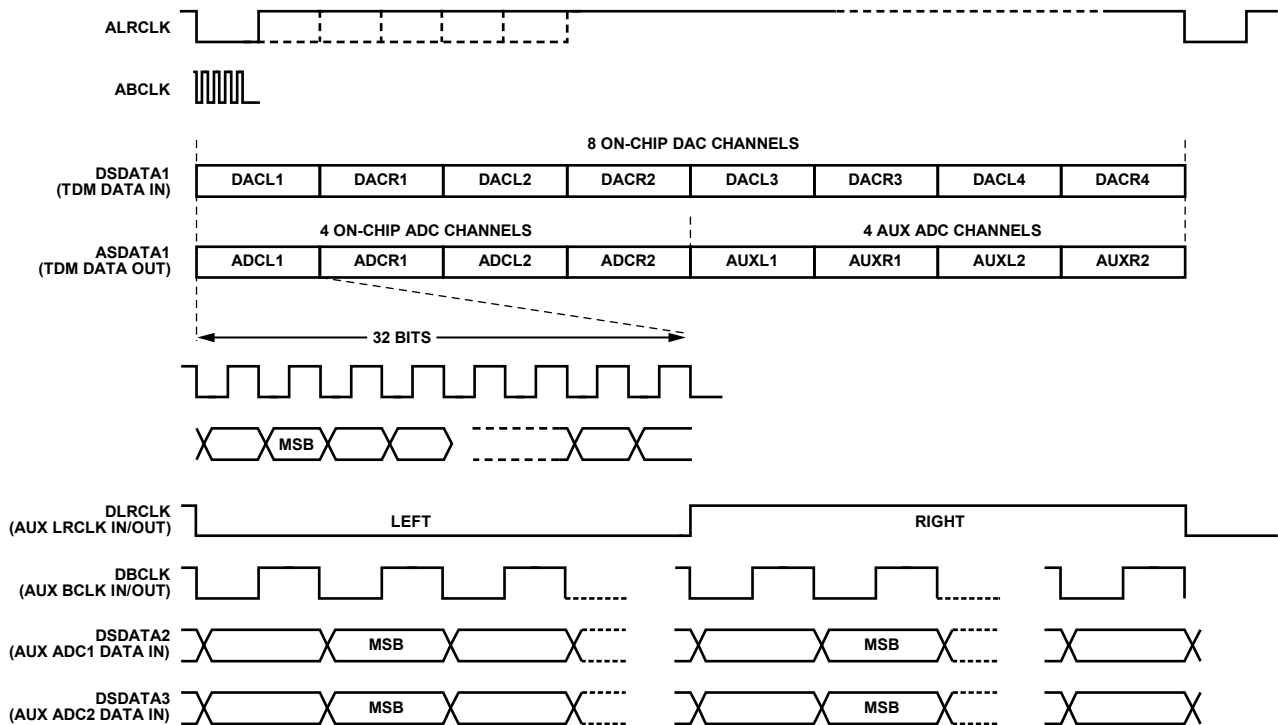 ALRCLK
ABCLK
8 ON-CHIP DAC CHANNELS
DSDATA1
(TDM DATA IN)
DACL1 DACR1 DACL2 DACR2 DACL3 DACR3 DACL4 DACR4
4 ON-CHIP ADC CHANNELS 4 AUX ADC CHANNELS
ASDATA1
(TDM DATA OUT)
ADCL1 ADCR1 ADCL2 ADCR2 AUXL1 AUXR1 AUXL2 AUXR2
32 BITS
MSB
DLRCLK
(AUX LRCLK IN/OUT)
LEFT RIGHT
DBCLK
(AUX BCLK IN/OUT)
DSDATA2
(AUX ADC1 DATA IN)
MSB MSB
DSDATA3
(AUX ADC2 DATA IN)
MSB MSB